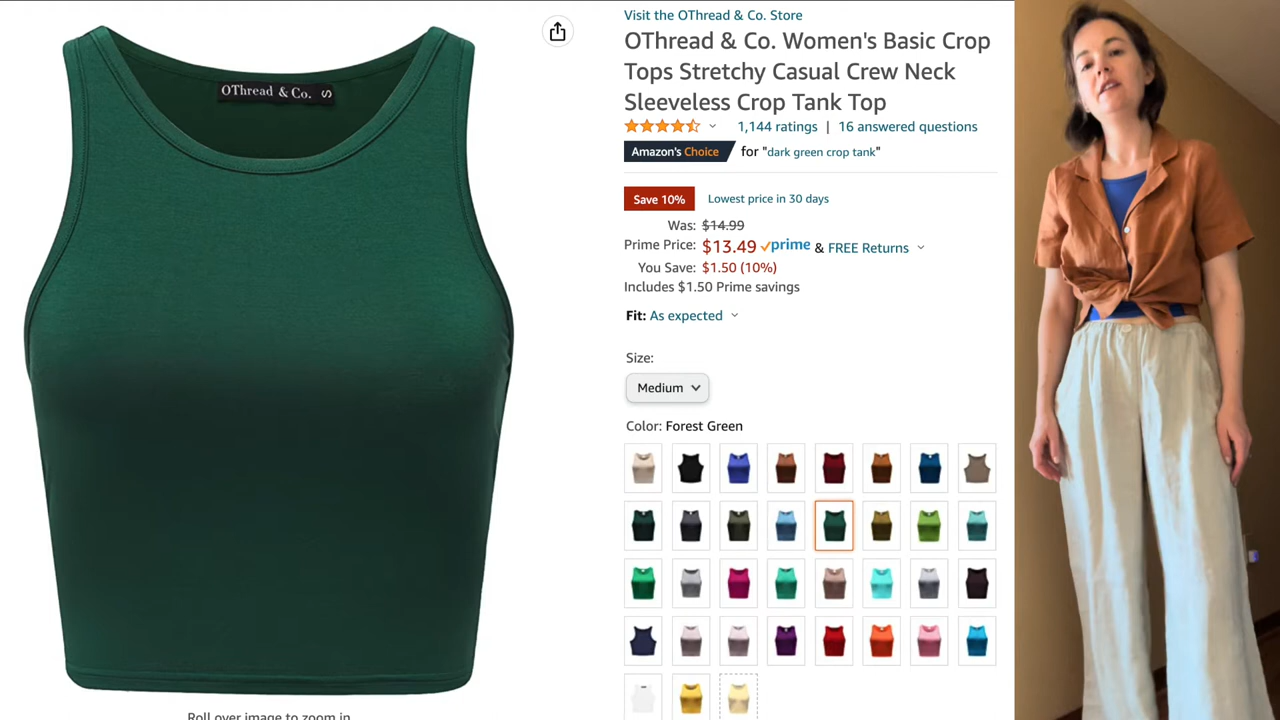 OThread & Co. S
Roll over image to zoom in
Visit the OThread & Co. Store
OThread & Co. Women's Basic Crop
Tops Stretchy Casual Crew Neck
Sleeveless Crop Tank Top
1,144 ratings | 16 answered questions
Amazon's Choice for "dark green crop tank"
Save 10% Lowest price in 30 days
Was: $14.99
Prime Price: $13.49 prime & FREE Returns
You Save: $1.50 (10%)
Includes $1.50 Prime savings
Fit: As expected
Size:
Medium
Color: Forest Green